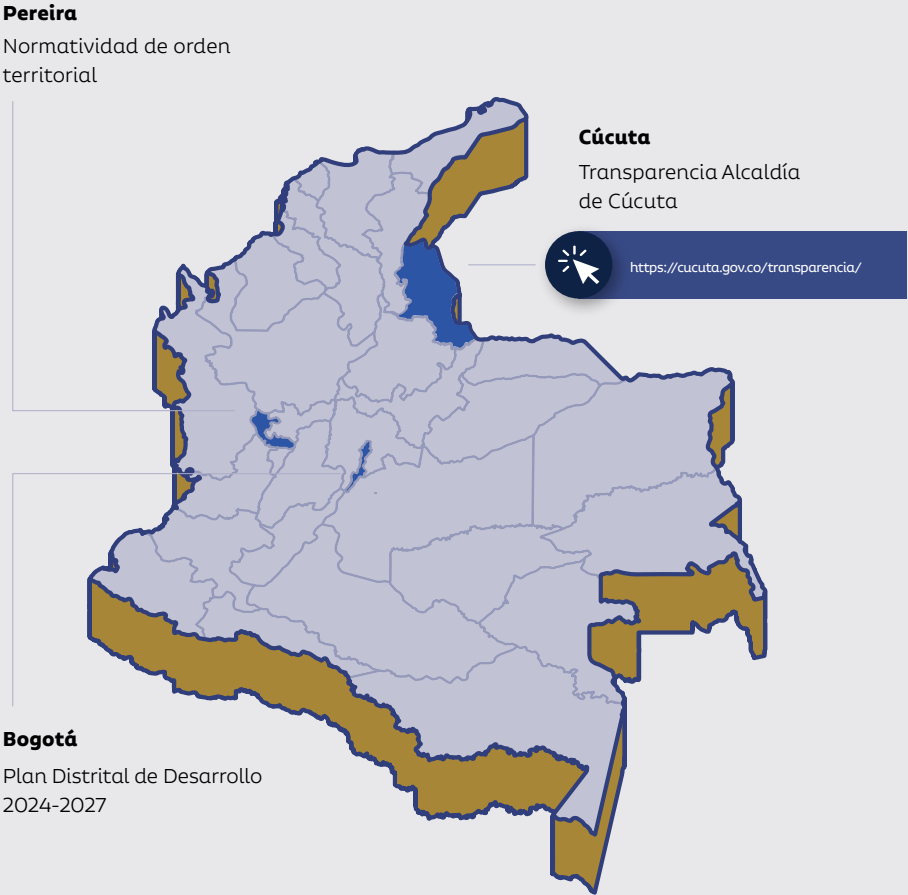 Pereira
Normatividad de orden
territorial
Cúcuta
Transparencia Alcaldía
de Cúcuta
https://cucuta.gov.co/transparencia/
Bogotá
Plan Distrital de Desarrollo
2024-2027